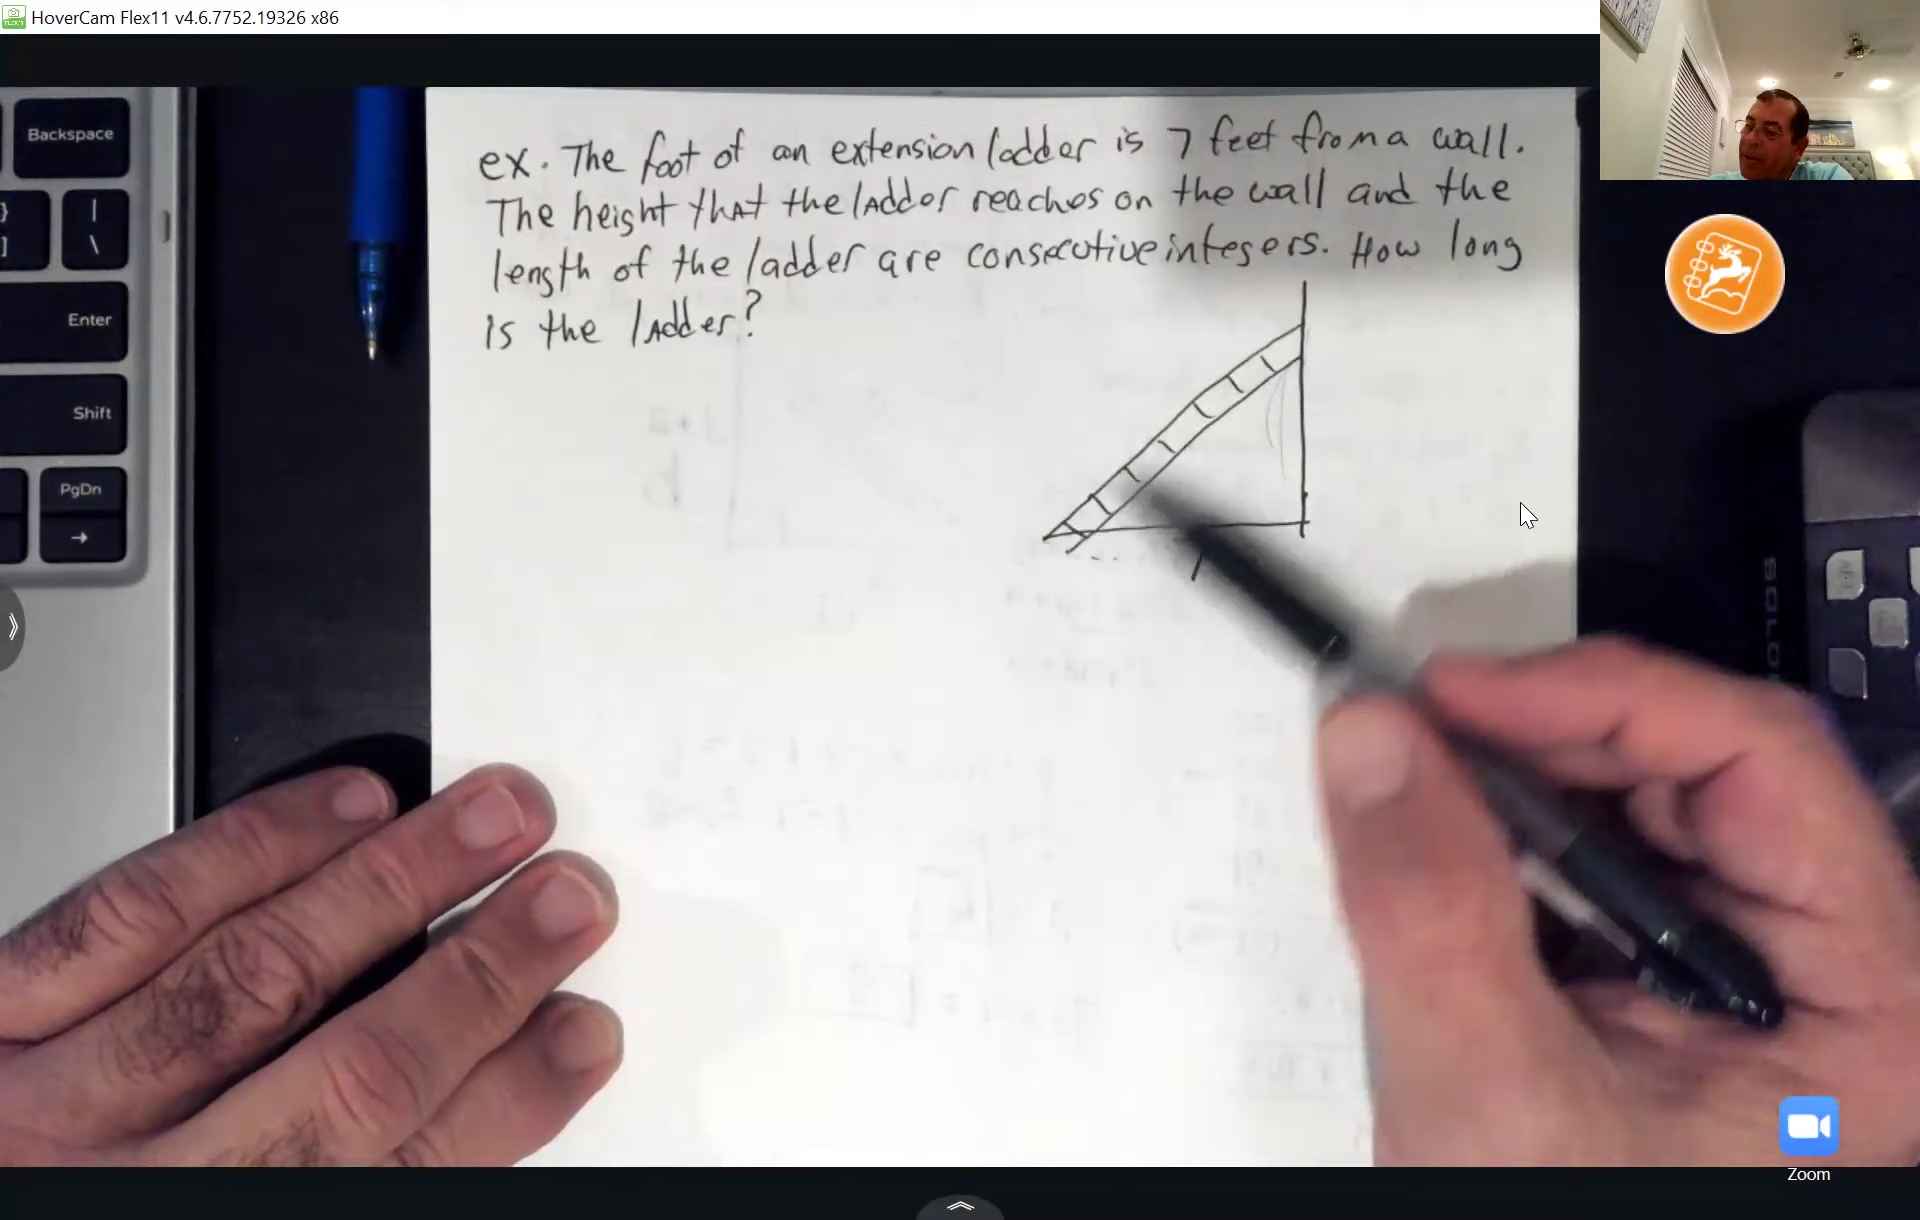 HoverCam Flex11 v4.6.7752.19326 x86
ex. The foot of an extension ladder is 7 feet from a wall.
The height that the ladder reaches on the wall and the
length of the ladder are consecutive integers. How long
is the ladder?
Backspace
}
]
|
\
Enter
Shift
PgDn
→
Zoom